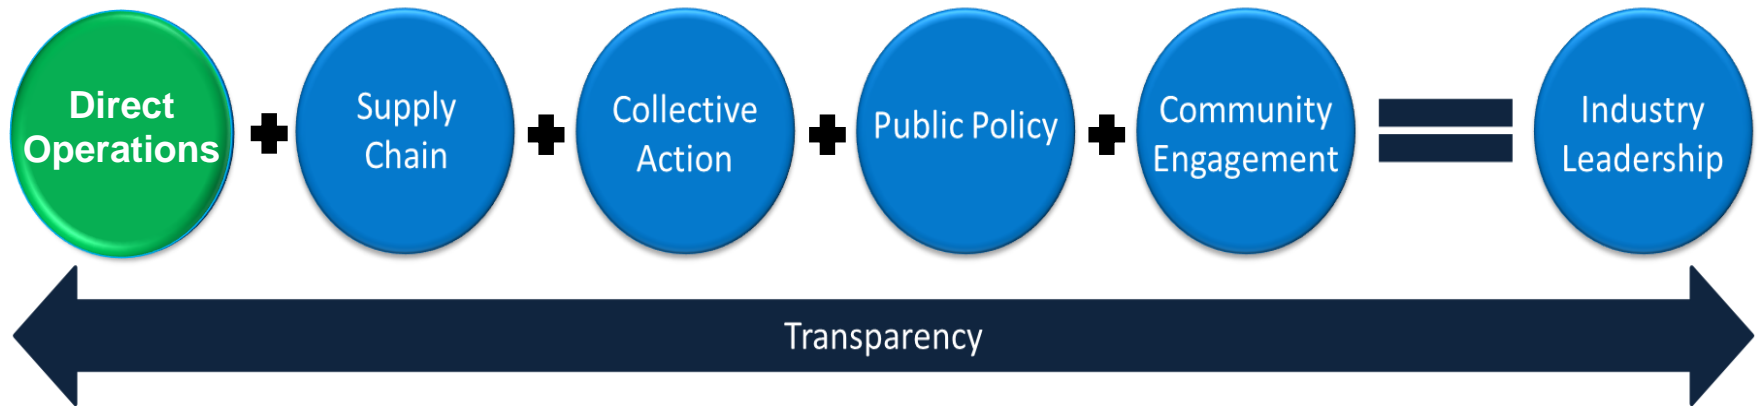 Direct
Operations
Supply
Chain
Collective
Action
Public Policy
Community
Engagement
Industry
Leadership
Transparency